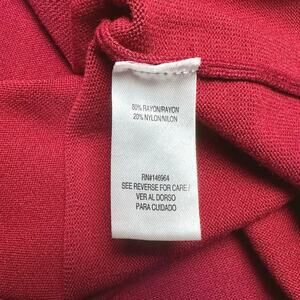 80% RAYON/RAYON
20% NYLON/NILON
RN#146964
SEE REVERSE FOR CARE /
VER AL DORSO
PARA CUIDADO